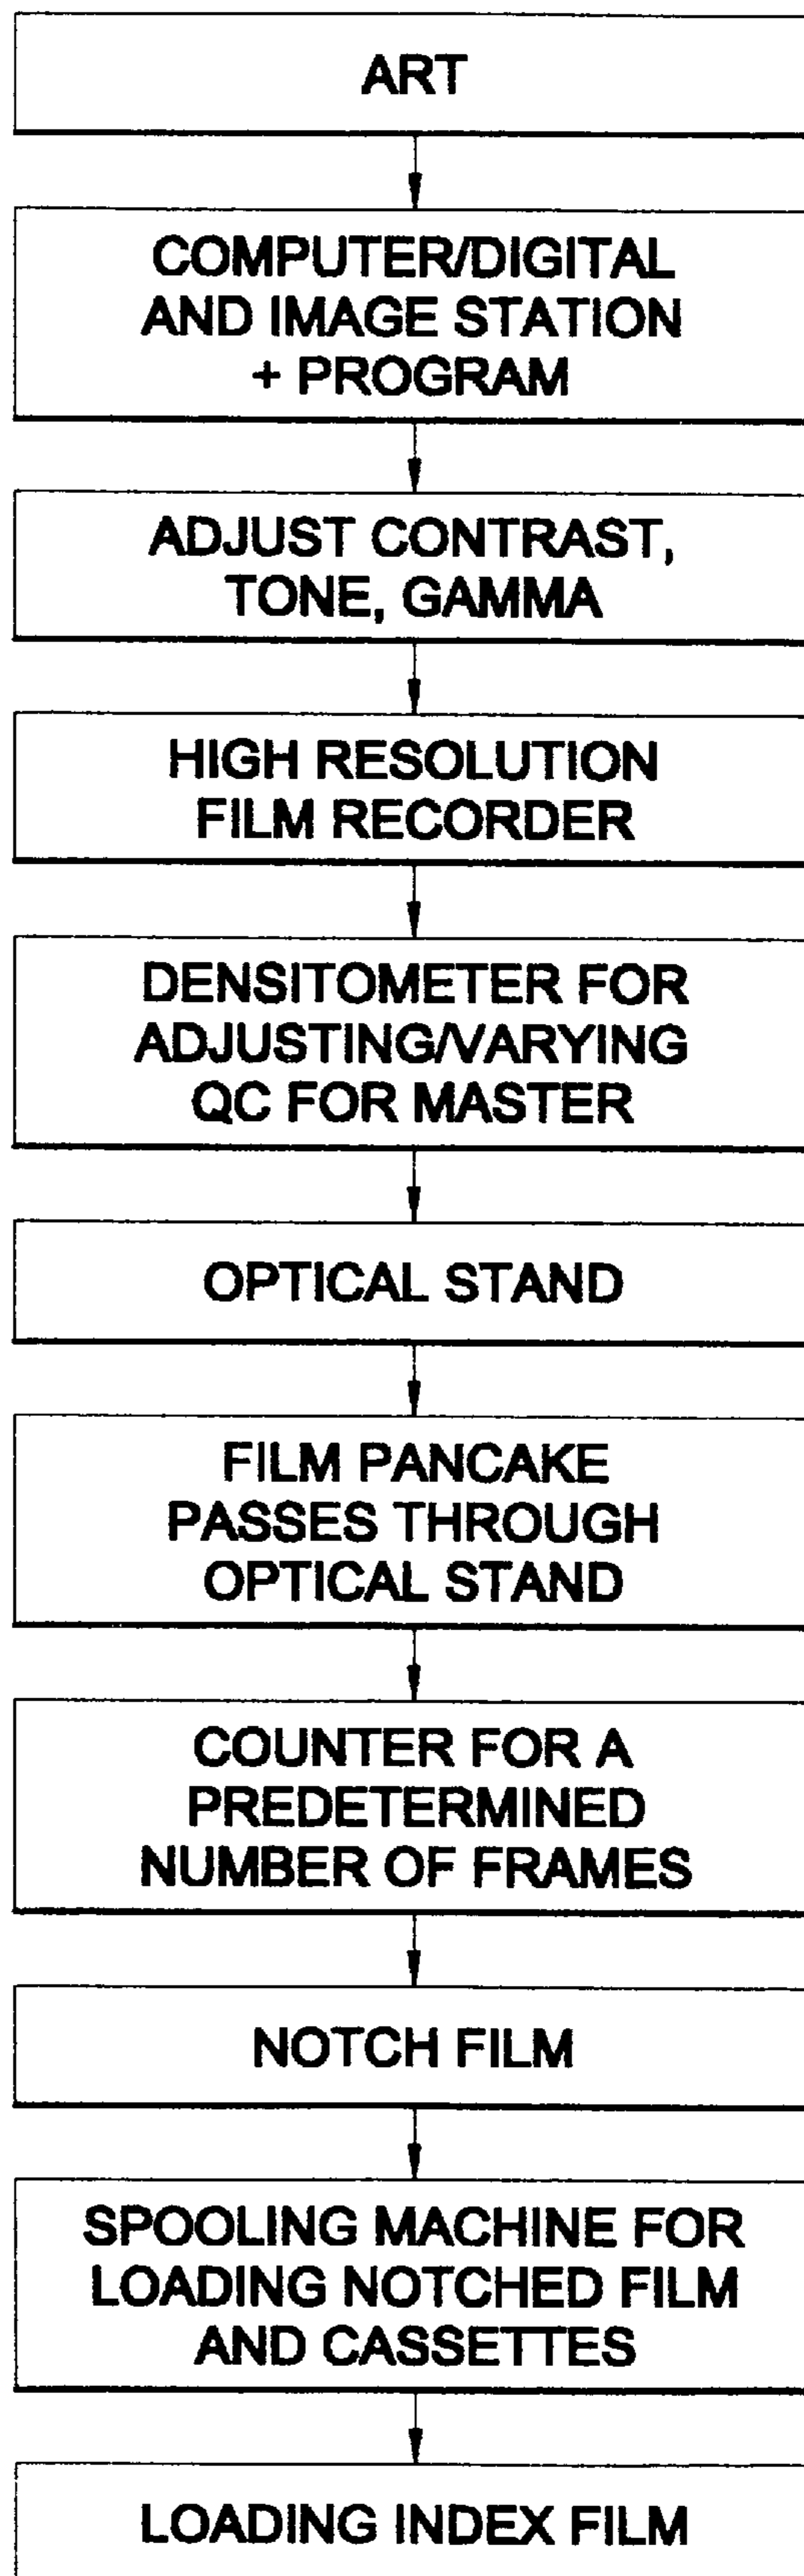 ART
COMPUTER/DIGITAL
AND IMAGE STATION
+ PROGRAM
ADJUST CONTRAST,
TONE, GAMMA
HIGH RESOLUTION
FILM RECORDER
DENSITOMETER FOR
ADJUSTING/VARYING
QC FOR MASTER
OPTICAL STAND
FILM PANCAKE
PASSES THROUGH
OPTICAL STAND
COUNTER FOR A
PREDETERMINED
NUMBER OF FRAMES
NOTCH FILM
SPOOLING MACHINE FOR
LOADING NOTCHED FILM
AND CASSETTES
LOADING INDEX FILM